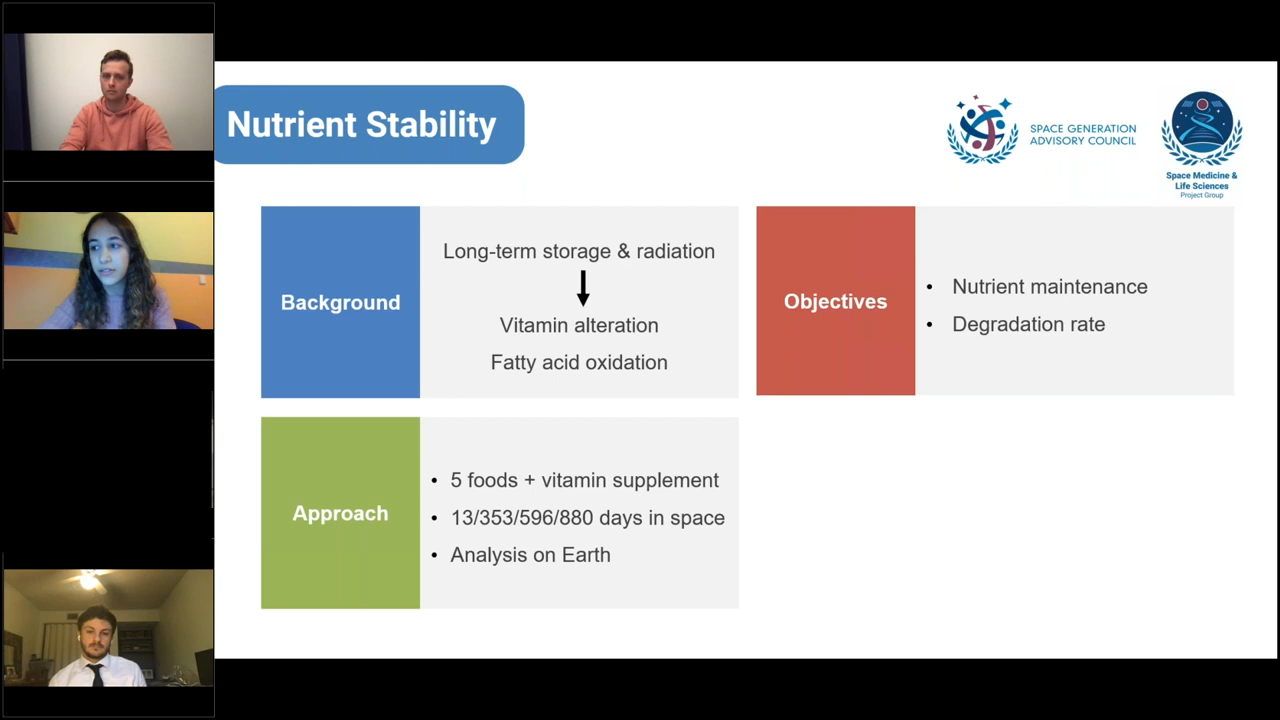 Nutrient Stability
SPACE GENERATION
ADVISORY COUNCIL
Space Medicine &
Life Sciences
Project Group
Background
Long-term storage & radiation
Vitamin alteration
Fatty acid oxidation
Objectives
• Nutrient maintenance
• Degradation rate
Approach
• 5 foods + vitamin supplement
• 13/353/596/880 days in space
• Analysis on Earth